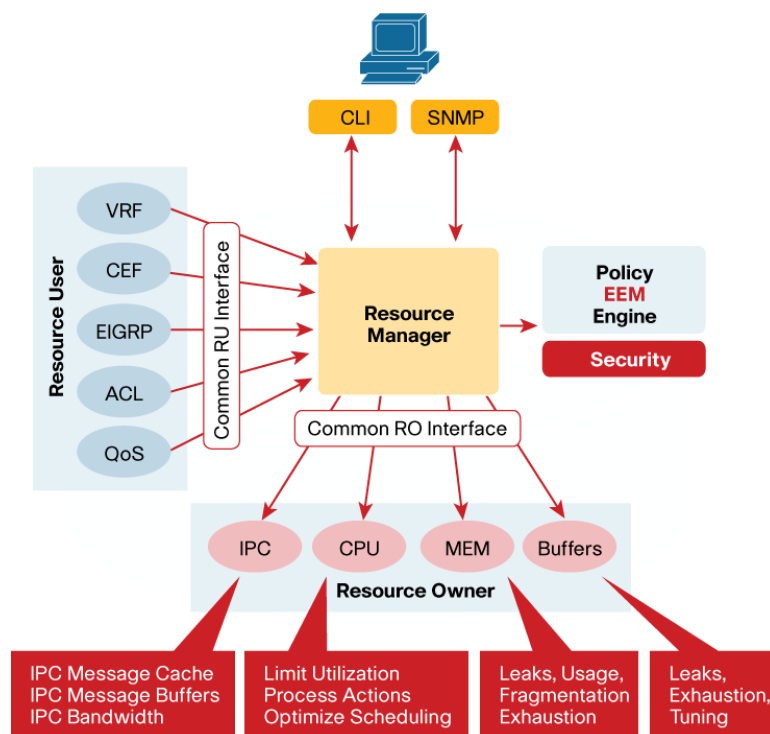 CLI
SNMP
Resource User
VRF
CEF
EIGRP
ACL
QoS
Common RU Interface
Resource
Manager
Policy
EEM
Engine
Security
Common RO Interface
IPC
CPU
MEM
Buffers
Resource Owner
IPC Message Cache
IPC Message Buffers
IPC Bandwidth
Limit Utilization
Process Actions
Optimize Scheduling
Leaks, Usage,
Fragmentation
Exhaustion
Leaks,
Exhaustion,
Tuning